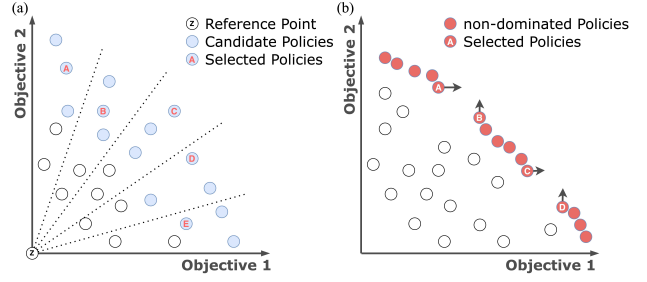 (a)
Z Reference Point
Candidate Policies
A Selected Policies
Objective 2
A
B
C
D
E
Z
Objective 1
(b)
non-dominated Policies
A Selected Policies
Objective 2
A
B
C
D
Objective 1